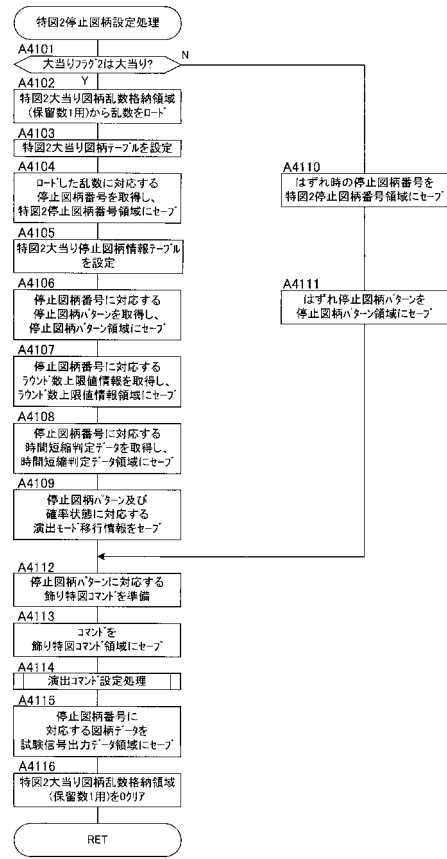 特図2停止図柄設定処理
A4101
大当りフラグ2は大当り?
N
Y
A4102
特図2大当り図柄乱数格納領域
(保留数1用)から乱数をロード
A4103
特図2大当り図柄テーブルを設定
A4104
ロードした乱数に対応する
停止図柄番号を取得し、
特図2停止図柄番号領域にセーブ
A4105
特図2大当り停止図柄情報テーブル
を設定
A4106
停止図柄番号に対応する
停止図柄パターンを取得し、
停止図柄パターン領域にセーブ
A4107
停止図柄番号に対応する
ラウンド数上限値情報を取得し、
ラウンド数上限値情報領域にセーブ
A4108
停止図柄番号に対応する
時間短縮判定データを取得し、
時間短縮判定データ領域にセーブ
A4109
停止図柄パターン及び
確率状態に対応する
演出モード移行情報をセーブ
A4110
はずれ時の停止図柄番号を
特図2停止図柄番号領域にセーブ
A4111
はずれ停止図柄パターンを
停止図柄パターン領域にセーブ
A4112
停止図柄パターンに対応する
飾り特図コマンドを準備
A4113
コマンドを
飾り特図コマンド領域にセーブ
A4114
演出コマンド設定処理
A4115
停止図柄番号に
対応する図柄データを
試験信号出力データ領域にセーブ
A4116
特図2大当り図柄乱数格納領域
(保留数1用)を0クリア
RET